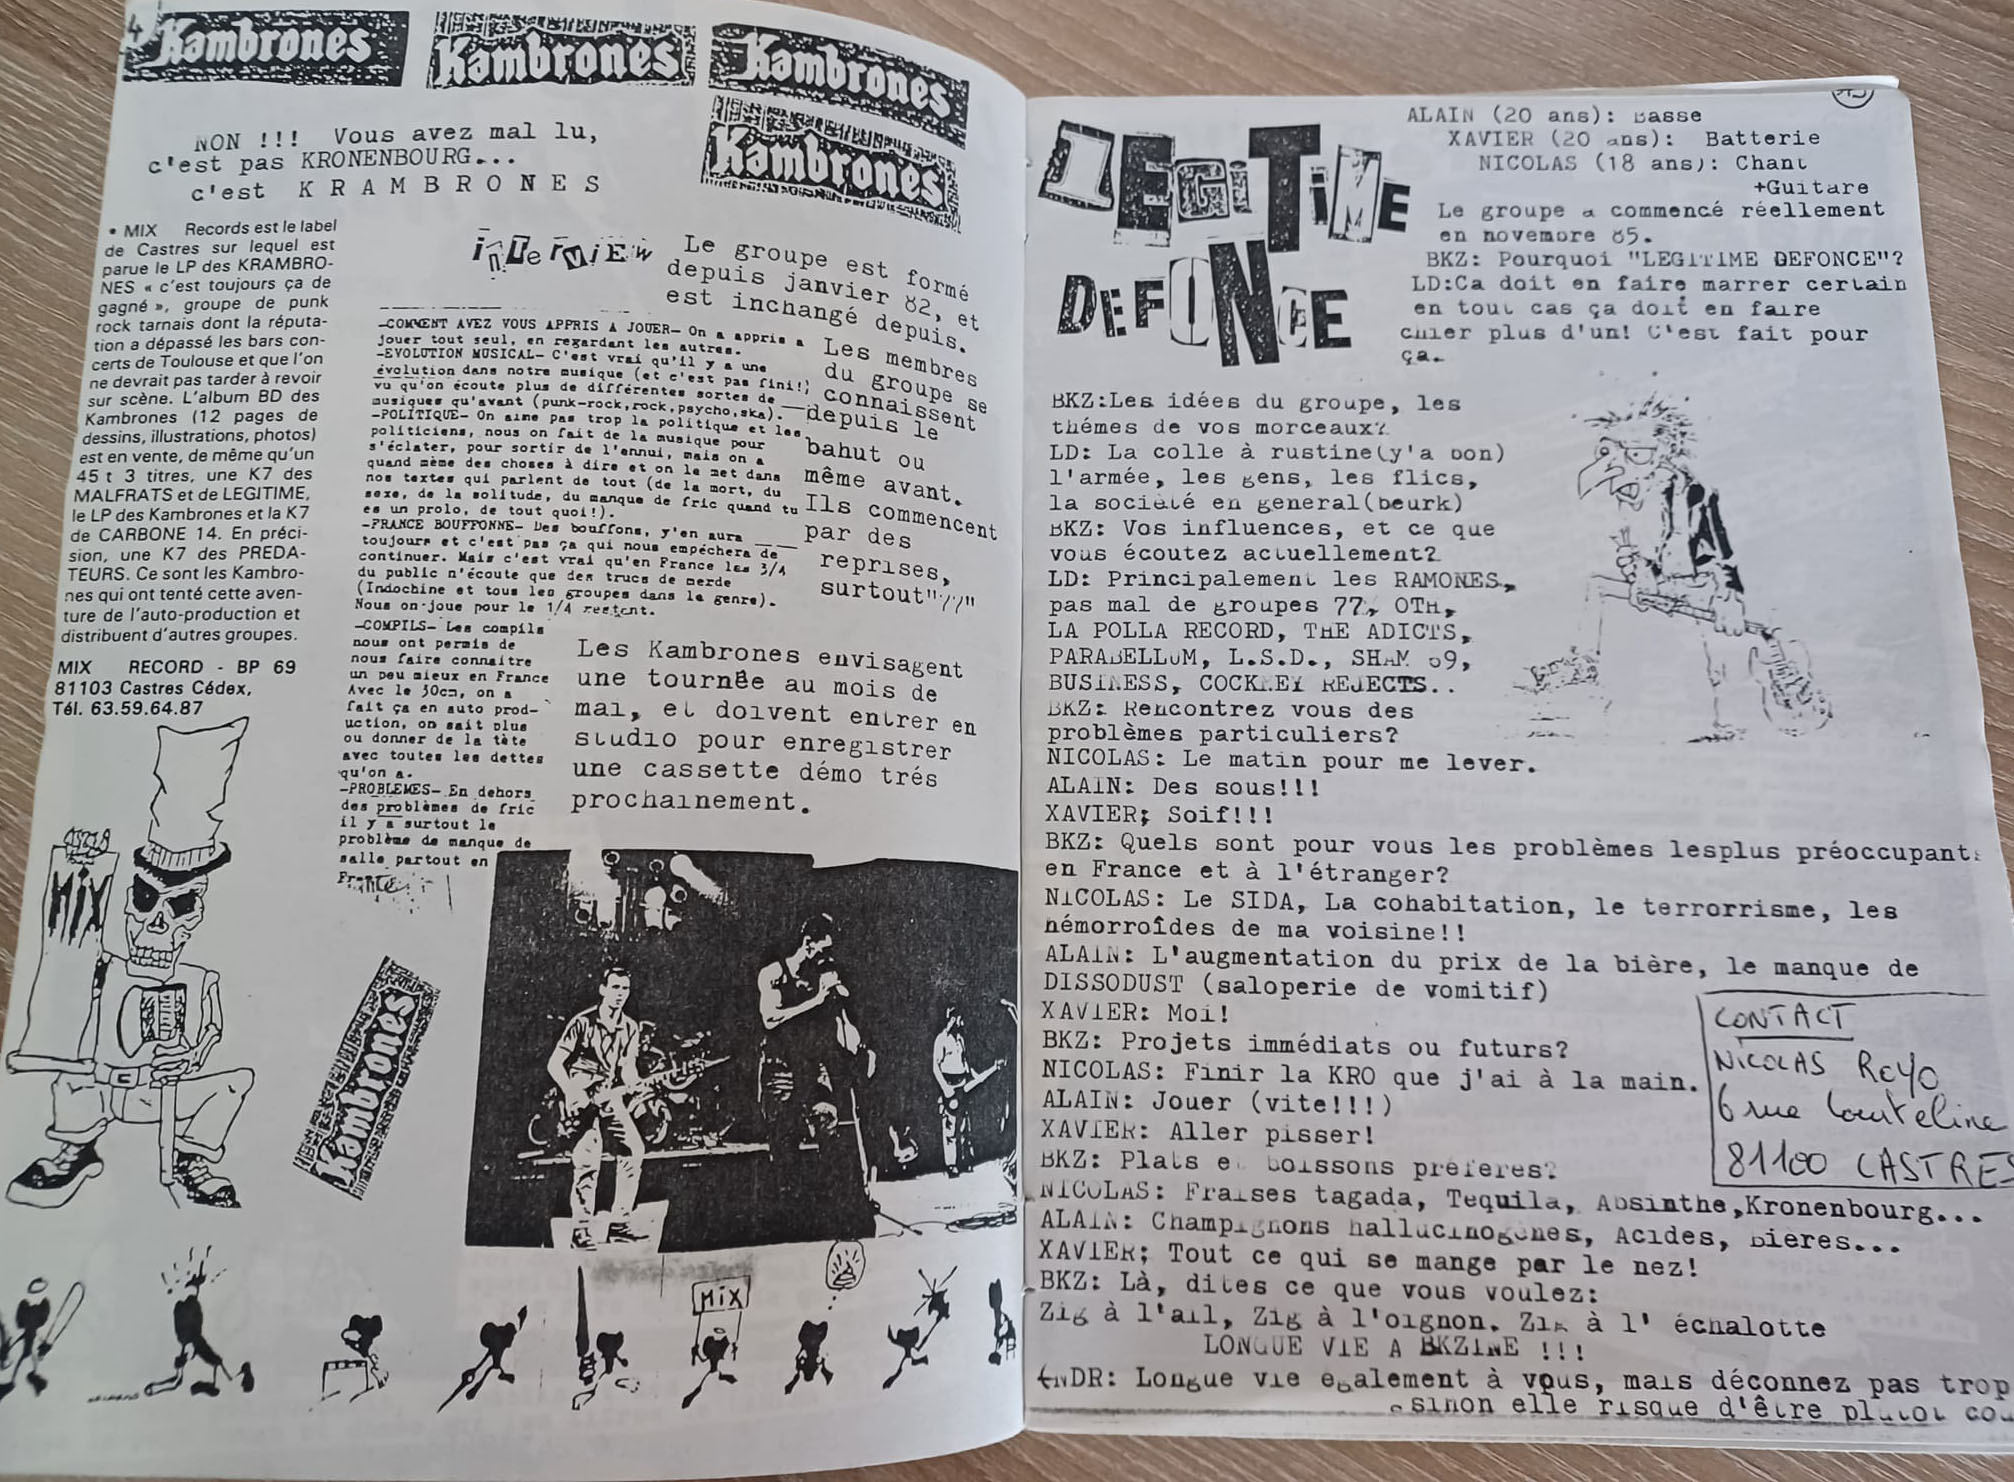 4
Kambrones
Kambrones
Kambrones
Kambrones
NON !!! Vous avez mal lu,
c'est pas KRONENBOURG...
c'est K R A M B R O N E S
• MIX Records est le label
de Castres sur lequel est
parue le LP des KRAMBRO-
NES « c'est toujours ça de
gagné », groupe de punk
rock tarnais dont la réputa-
tion a dépassé les bars con-
certs de Toulouse et que l'on
ne devrait pas tarder à revoir
sur scène. L'album BD des
Kambrones (12 pages de
dessins, illustrations, photos)
est en vente, de même qu'un
45 t 3 titres, une K7 des
MALFRATS et de LEGITIME,
le LP des Kambrones et la K7
de CARBONE 14. En préci-
sion, une K7 des PREDA-
TEURS. Ce sont les Kambro-
nes qui ont tenté cette aven-
ture de l'auto-production et
distribuent d'autres groupes.
MIX RECORD - BP 69
81103 Castres Cédex,
Tél. 63.59.64.87
inTerviEw
-COMMENT AVEZ VOUS APPRIS A JOUER- On a appris a
jouer tout seul, en regardant les autres.
-EVOLUTION MUSICAL- C'est vrai qu'il y a une
évolution dans notre musique (et c'est pas fini!)
vu qu'on écoute plus de différentes sortes de
musiques qu'avant (punk-rock,rock,psycho,ska).
-POLITIQUE- On aime pas trop la politique et les
politiciens, nous on fait de la musique pour
s'éclater, pour sortir de l'ennui, mais on a
quand même des choses à dire et on le met dans
nos textes qui parlent de tout (de la mort, du
sexe, de la solitude, du manque de fric quand tu
es un prolo, de tout quoi!).
-FRANCE BOUFFONNE- Des bouffons, y'en aura
toujours et c'est pas ça qui nous empéchera de
continuer. Mais c'est vrai qu'en France les 3/4
du public n'écoute que des trucs de merde
(Indochine et tous les groupes dans le genre).
Nous on joue pour le 1/4 restent.
-COMPILS- Les compils
nous ont permis de
nous faire connaitre
un peu mieux en France
Avec le 30cm, on a
fait ça en auto prod-
uction, on sait plus
ou donner de la tète
avec toutes les dettes
qu'on a.
-PROBLEMES- En dehors
des problèmes de fric
il y a surtout le
problème de manque de
salle partout en
France
Le groupe est formé
depuis janvier 82, et
est inchangé depuis.
Les membres
du groupe se
connaissent
depuis le
bahut ou
même avant.
Ils commencent
par des
reprises,
surtout"77"
Les Kambrones envisagent
une tournée au mois de
mai, et doivent entrer en
studio pour enregistrer
une cassette démo trés
prochainement.
MiX
Kambrones
MiX
LEGiTiME
DEFONCE
ALAIN (20 ans): Basse
XAVIER (20 ans): Batterie
NICOLAS (18 ans): Chant
+Guitare
Le groupe a commencé réellement
en novembre 85.
BKZ: Pourquoi "LEGITIME DEFONCE"?
LD:Ca doit en faire marrer certain
en tout cas ça doit en faire
chier plus d'un! C'est fait pour
ça.
BKZ:Les idées du groupe, les
thémes de vos morceaux?
LD: La colle à rustine(y'a bon)
l'armée, les gens, les flics,
la société en general(beurk)
BKZ: Vos influences, et ce que
vous écoutez actuellement?
LD: Principalement les RAMONES,
pas mal de groupes 77, OTH,
LA POLLA RECORD, THE ADICTS,
PARABELLUM, L.S.D., SHAM 69,
BUSINESS, COCKNEY REJECTS..
BKZ: Rencontrez vous des
problèmes particuliers?
NICOLAS: Le matin pour me lever.
ALAIN: Des sous!!!
XAVIER; Soif!!!
BKZ: Quels sont pour vous les problèmes lesplus préoccupants
en France et à l'étranger?
NICOLAS: Le SIDA, La cohabitation, le terrorrisme, les
hémorroîdes de ma voisine!!
ALAIN: L'augmentation du prix de la bière, le manque de
DISSODUST (saloperie de vomitif)
XAVIER: Moi!
BKZ: Projets immédiats ou futurs?
NICOLAS: Finir la KRO que j'ai à la main.
ALAIN: Jouer (vite!!!)
XAVIER: Aller pisser!
BKZ: Plats et boissons préferes?
NICOLAS: Fraises tagada, Tequila, Absinthe,Kronenbourg...
ALAIN: Champignons hallucinogènes, Acides, bières...
XAVIER; Tout ce qui se mange par le nez!
BKZ: Là, dites ce que vous voulez:
Zig à l'ail, Zig à l'oignon. Zig à l' échalotte
LONGUE VIE A BKZINE !!!
NDR: Longue vie également à vous, mais déconnez pas trop
sinon elle risque d'être plutot
CONTACT
NICOLAS ROYO
6 rue
81100 CASTRES